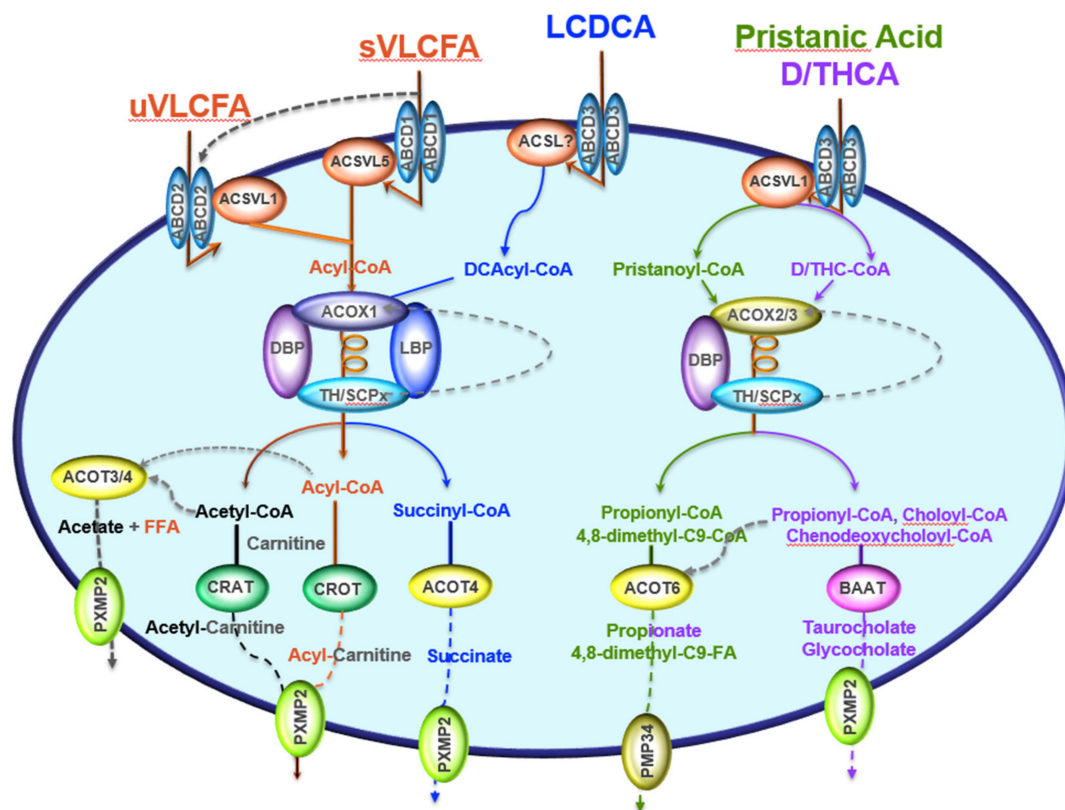 LCDCA
sVLCFA
Pristanic Acid
D/THCA
uVLCFA
ABCD2
ABCD2
ACSVL1
ACSVL5
ABCD1
ABCD1
ACSL?
ABCD3
ABCD3
ACSVL1
ABCD3
ABCD3
Acyl-CoA
DCAcyl-CoA
Pristanoyl-CoA
D/THC-CoA
ACOX1
DBP
LBP
TH/SCPx
ACOX2/3
DBP
TH/SCPx
ACOT3/4
Acetate + FFA
Acetyl-CoA
Acyl-CoA
Succinyl-CoA
Carnitine
CRAT
CROT
ACOT4
Acetyl-Carnitine
Acyl-Carnitine
Succinate
Propionyl-CoA
4,8-dimethyl-C9-CoA
Propionyl-CoA, Choloyl-CoA
Chenodeoxycholoyl-CoA
ACOT6
BAAT
Propionate
4,8-dimethyl-C9-FA
Taurocholate
Glycocholate
PXMP2
PXMP2
PXMP2
PMP34
PXMP2